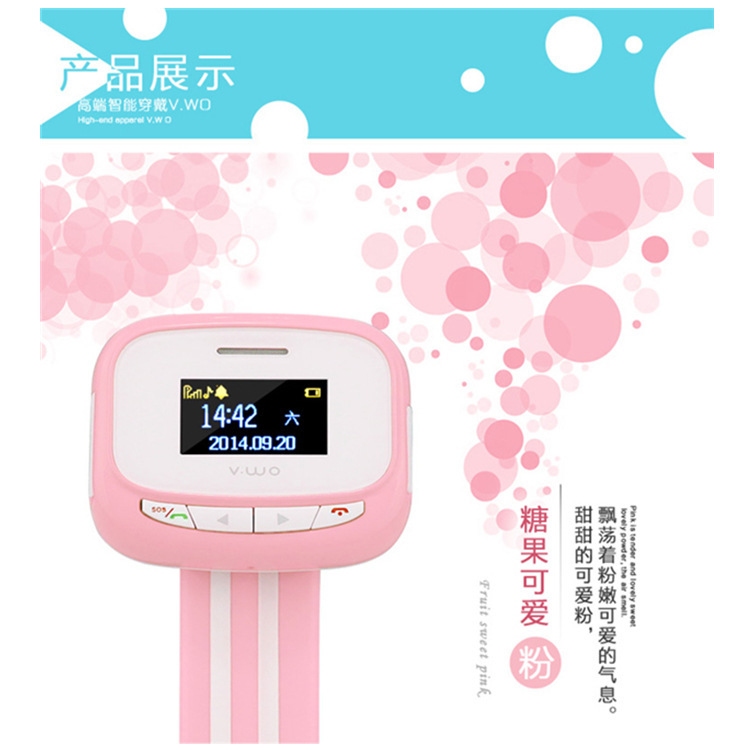 产品展示
高端智能穿戴V.WO
High-end apperel V.W O
14:42 六
2014.09.20
V·WO
SOS/
糖果可爱
粉
Fruit sweet pink
Pink is tender and lovely sweet
lovely powder, the air smell.
飘荡着粉嫩可爱的气息。
甜甜的可爱粉，